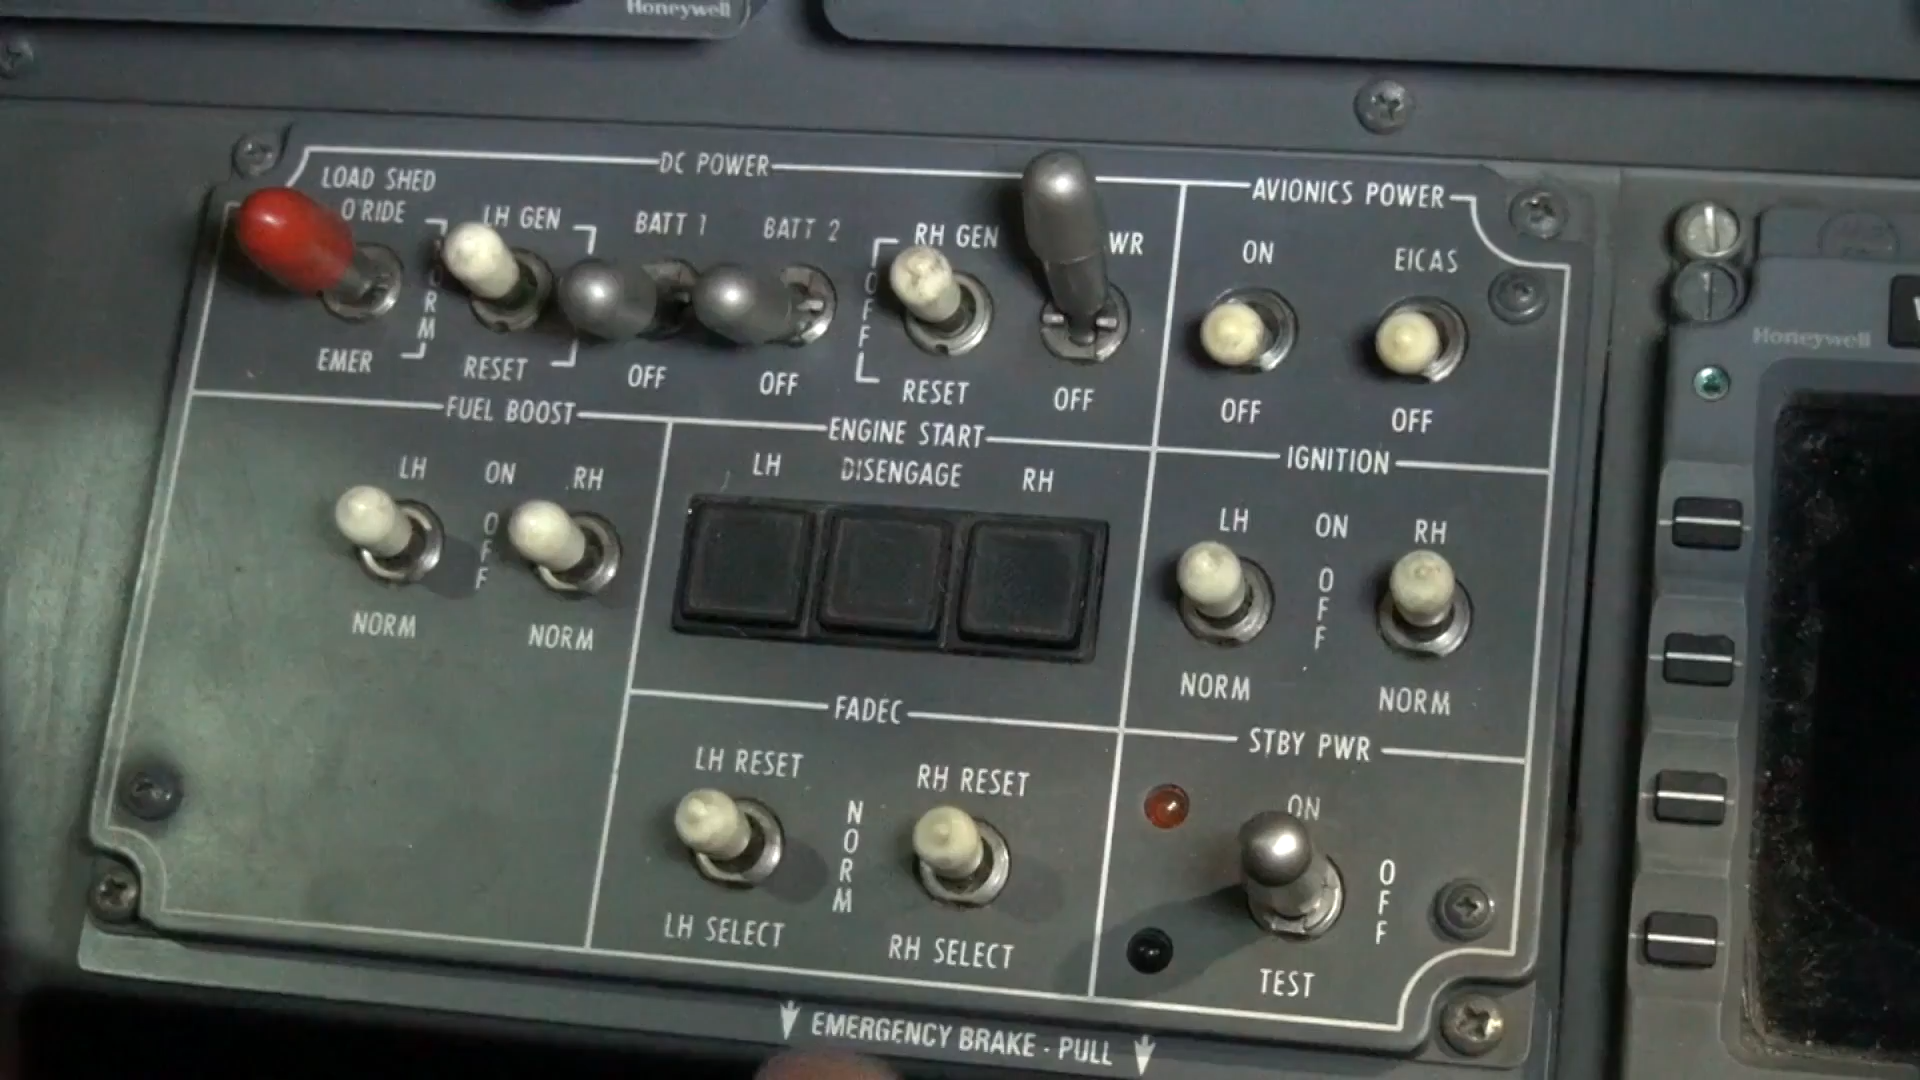 Honeywell
DC POWER
LOAD SHED
O'RIDE
EMER
LH GEN
RESET
BATT 1
OFF
BATT 2
OFF
OFF
RH GEN
RESET
WR
OFF
AVIONICS POWER
ON
OFF
EICAS
OFF
Honeywell
FUEL BOOST
LH ON RH
OFF
NORM NORM
ENGINE START
LH DISENGAGE RH
IGNITION
LH ON RH
OFF
NORM NORM
FADEC
LH RESET RH RESET
NORM
LH SELECT RH SELECT
STBY PWR
ON
OFF
TEST
EMERGENCY BRAKE - PULL